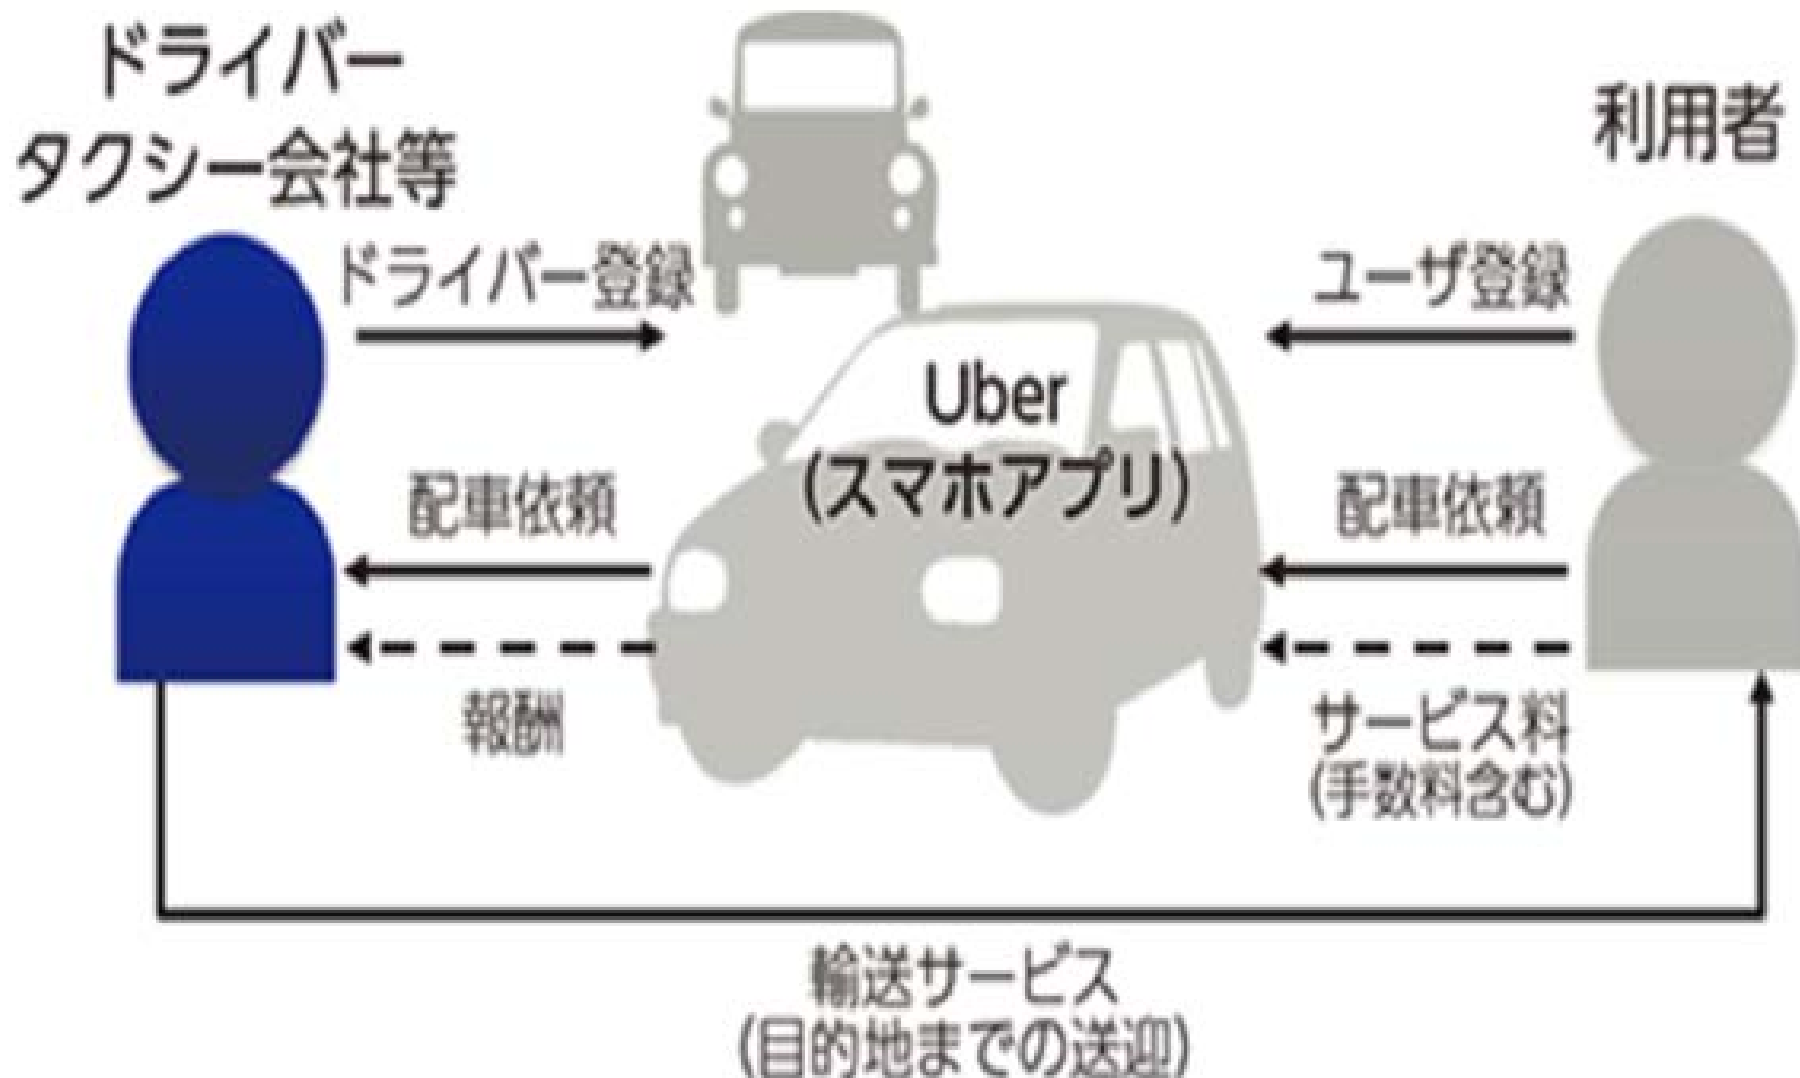 ドライバー
タクシー会社等
利用者
ドライバー登録
ユーザ登録
Uber
(スマホアプリ)
配車依頼
配車依頼
報酬
サービス料
(手数料含む)
輸送サービス
(目的地までの送迎)